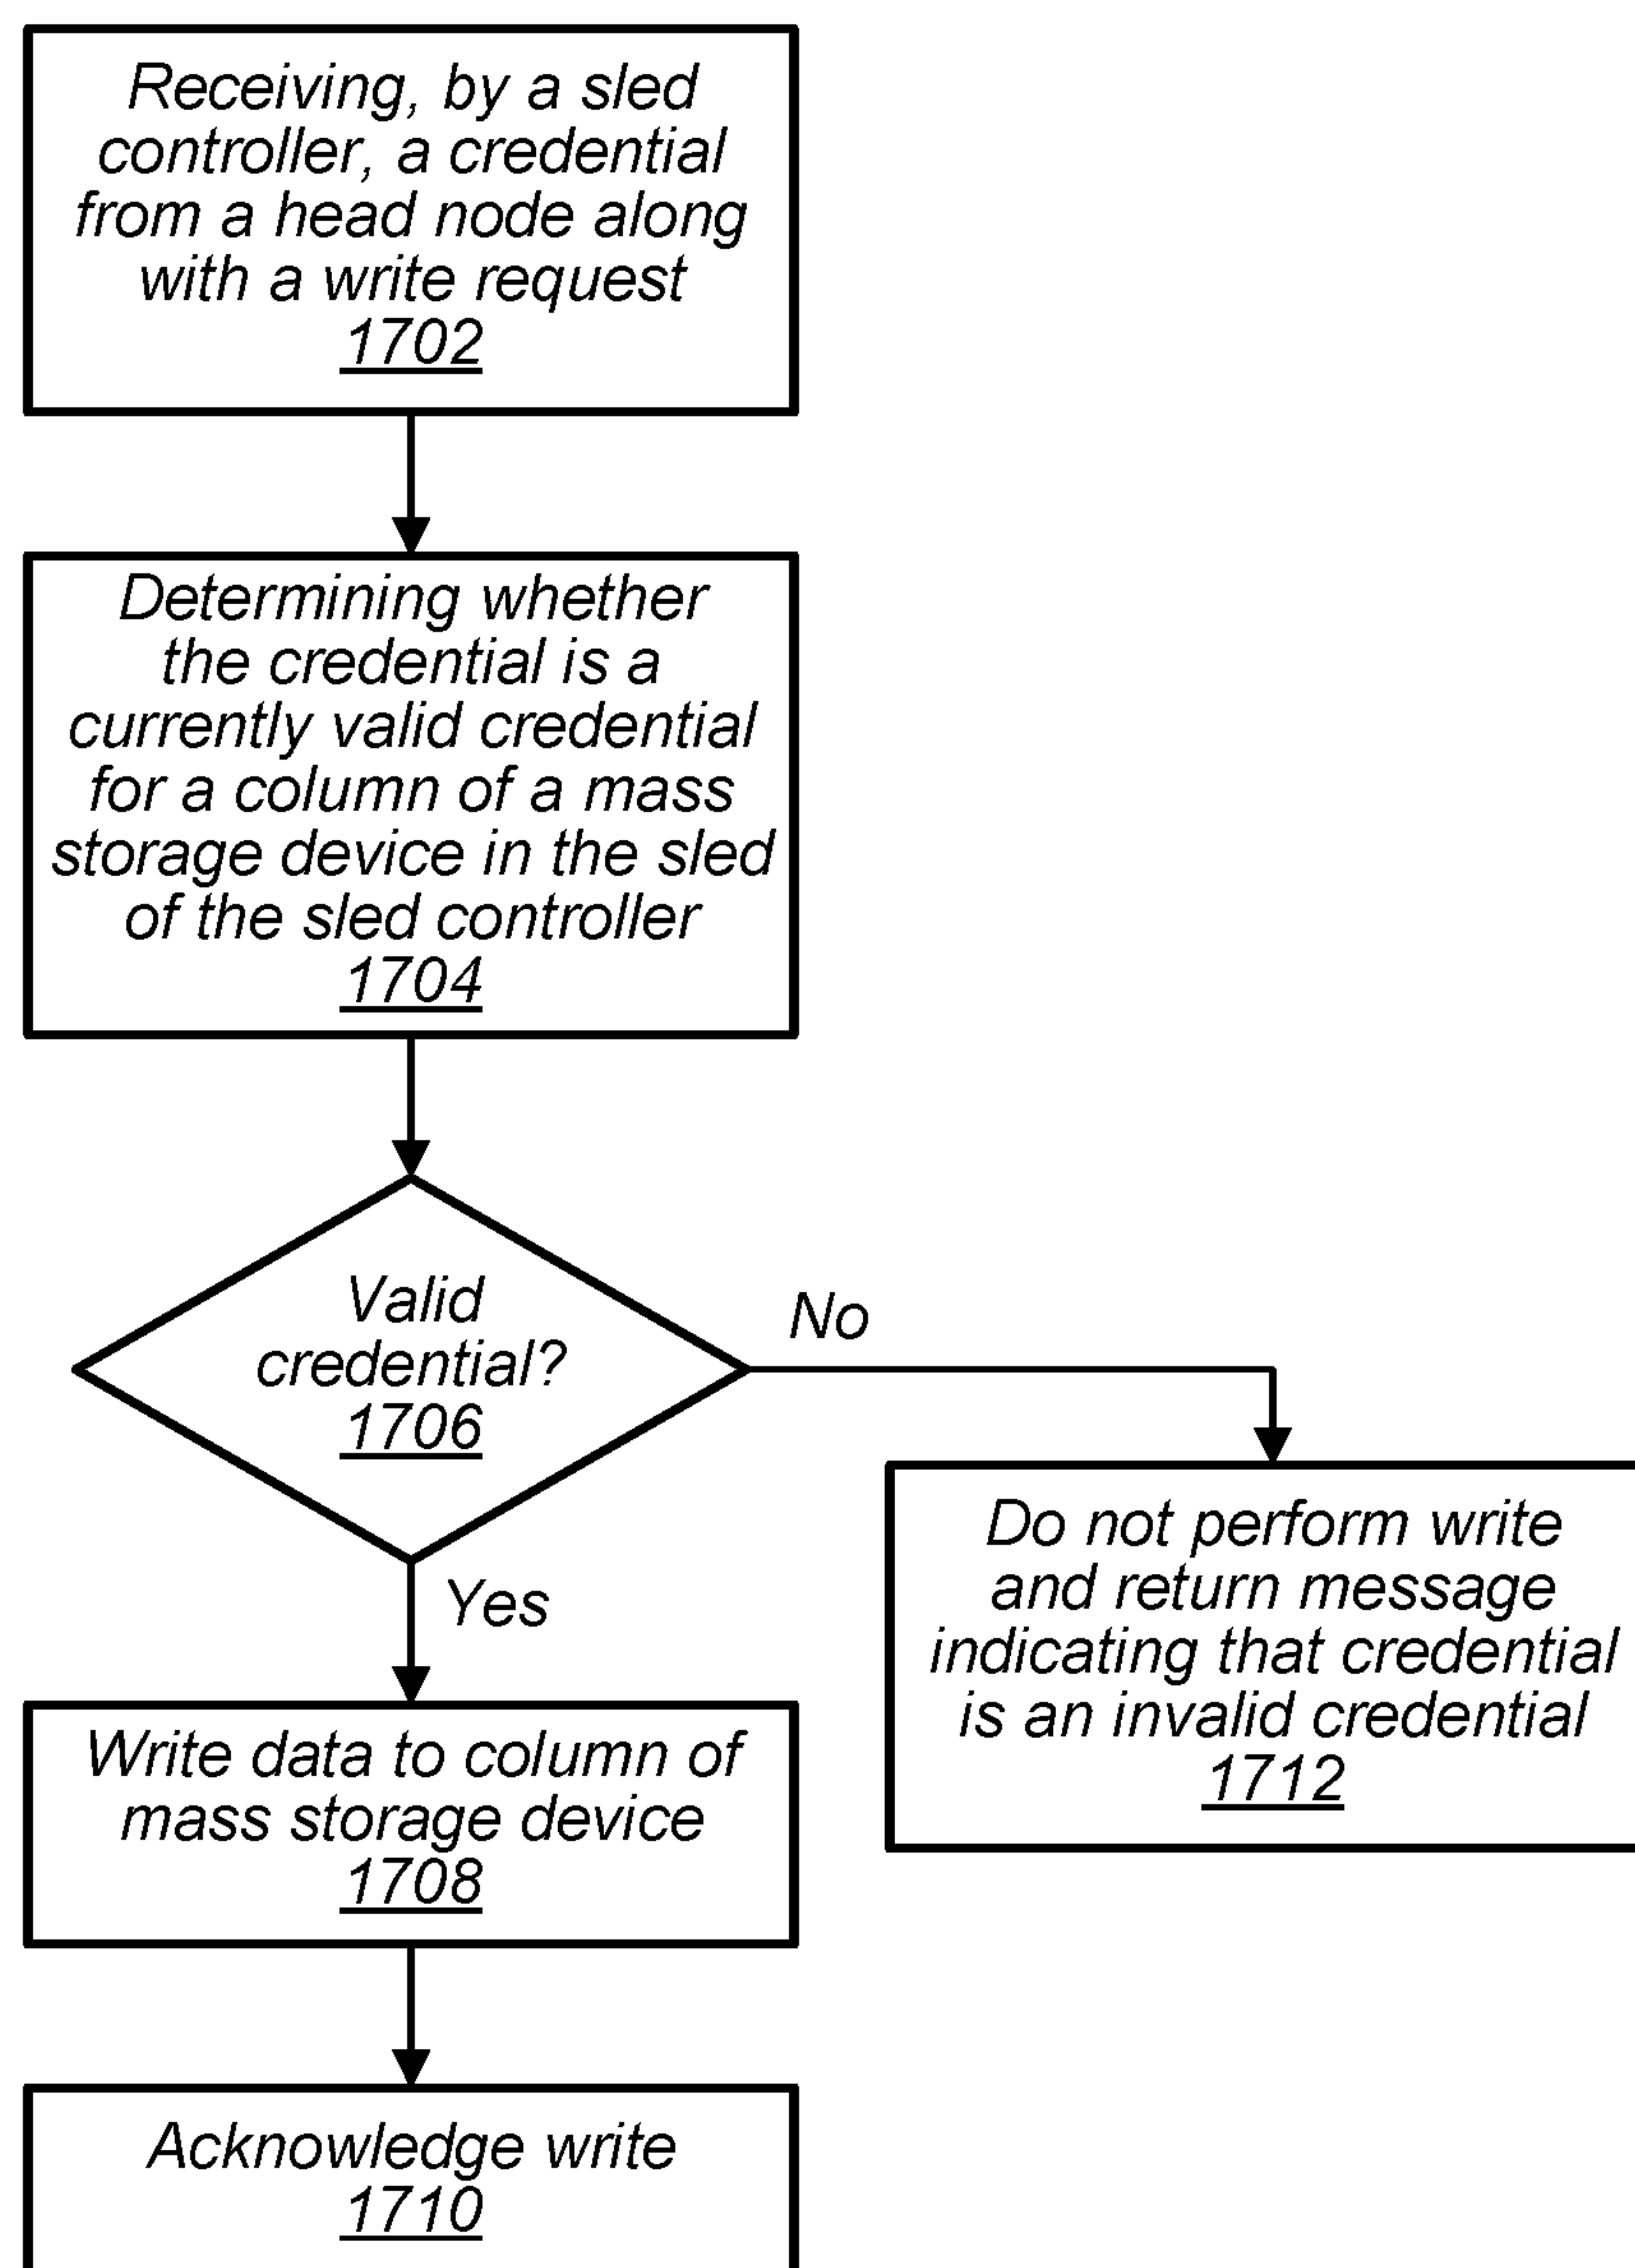 Receiving, by a sled
controller, a credential
from a head node along
with a write request
1702
Determining whether
the credential is a
currently valid credential
for a column of a mass
storage device in the sled
of the sled controller
1704
Valid
credential?
1706
No
Yes
Do not perform write
and return message
indicating that credential
is an invalid credential
1712
Write data to column of
mass storage device
1708
Acknowledge write
1710